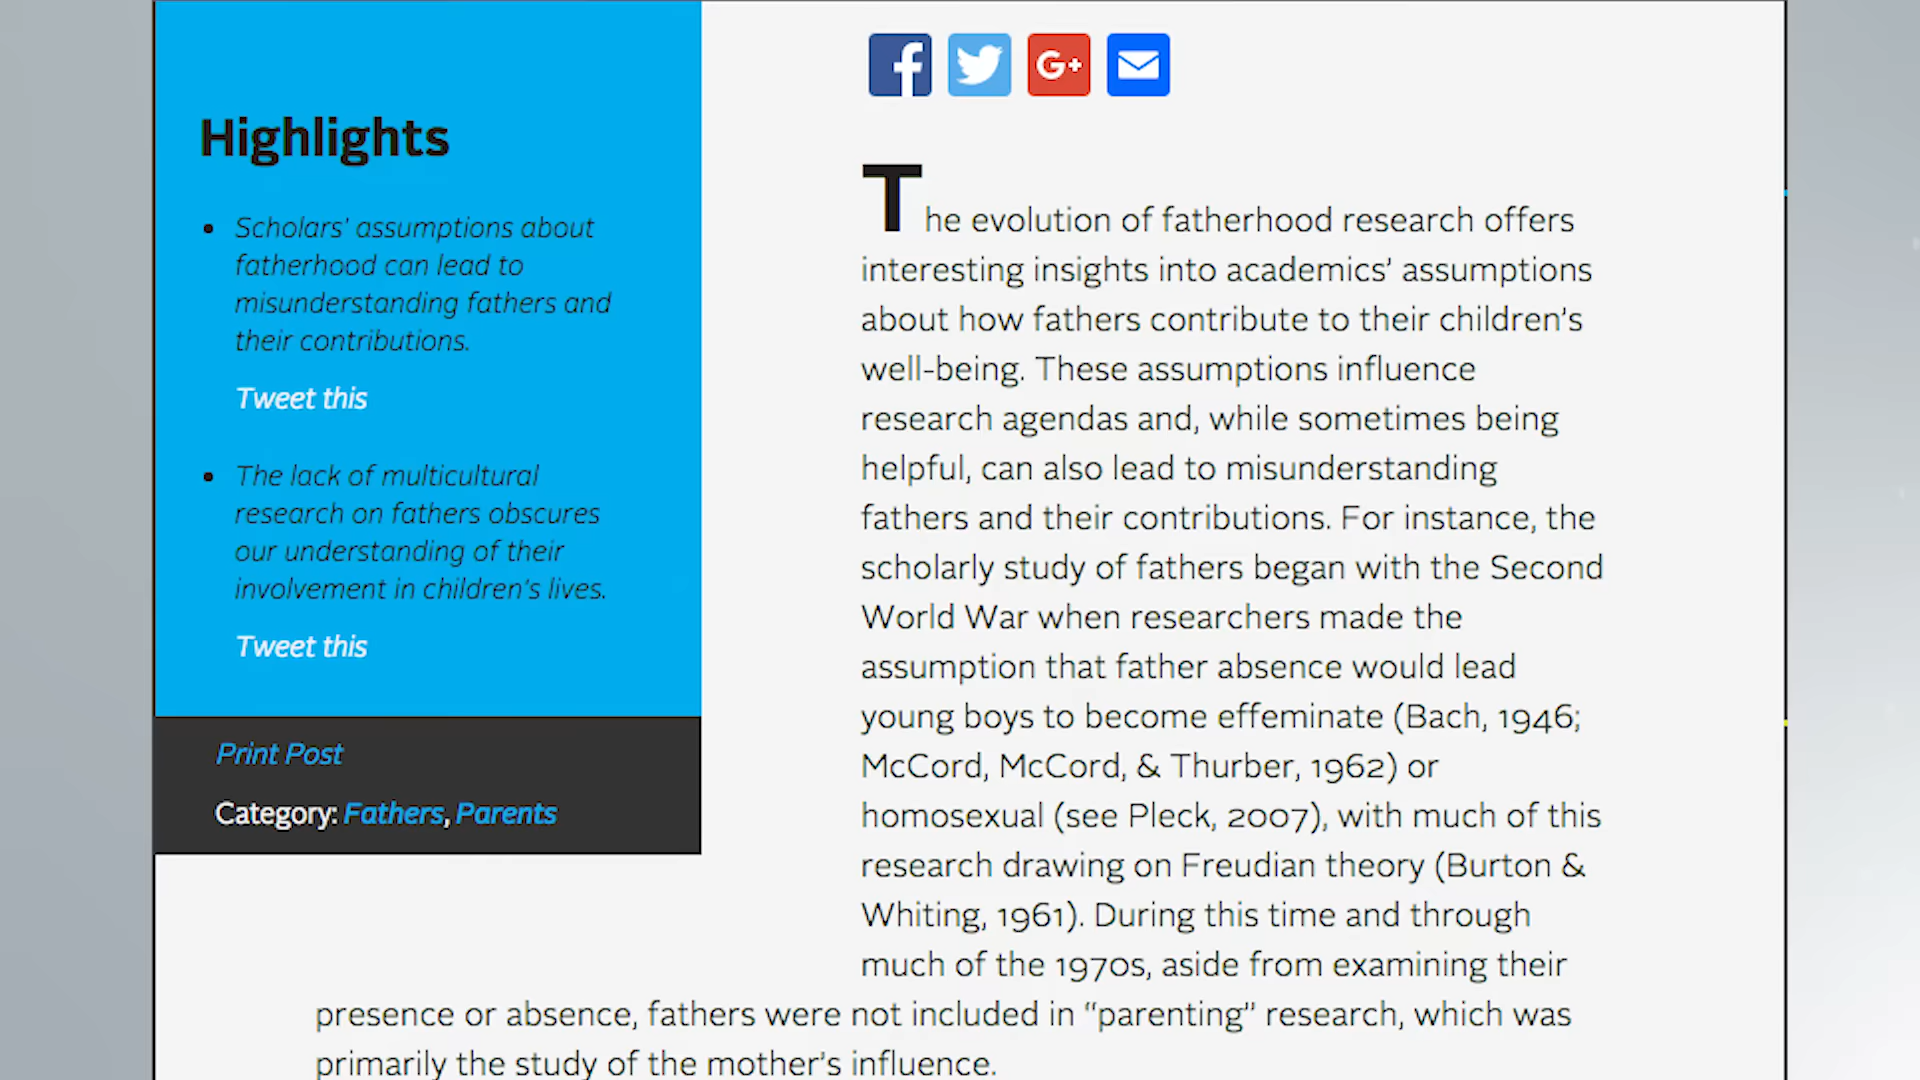 Highlights
• Scholars' assumptions about
fatherhood can lead to
misunderstanding fathers and
their contributions.
Tweet this
• The lack of multicultural
research on fathers obscures
our understanding of their
involvement in children's lives.
Tweet this
Print Post
Category: Fathers, Parents
G+
The evolution of fatherhood research offers
interesting insights into academics’ assumptions
about how fathers contribute to their children’s
well-being. These assumptions influence
research agendas and, while sometimes being
helpful, can also lead to misunderstanding
fathers and their contributions. For instance, the
scholarly study of fathers began with the Second
World War when researchers made the
assumption that father absence would lead
young boys to become effeminate (Bach, 1946;
McCord, McCord, & Thurber, 1962) or
homosexual (see Pleck, 2007), with much of this
research drawing on Freudian theory (Burton &
Whiting, 1961). During this time and through
much of the 1970s, aside from examining their
presence or absence, fathers were not included in “parenting” research, which was
primarily the study of the mother’s influence.